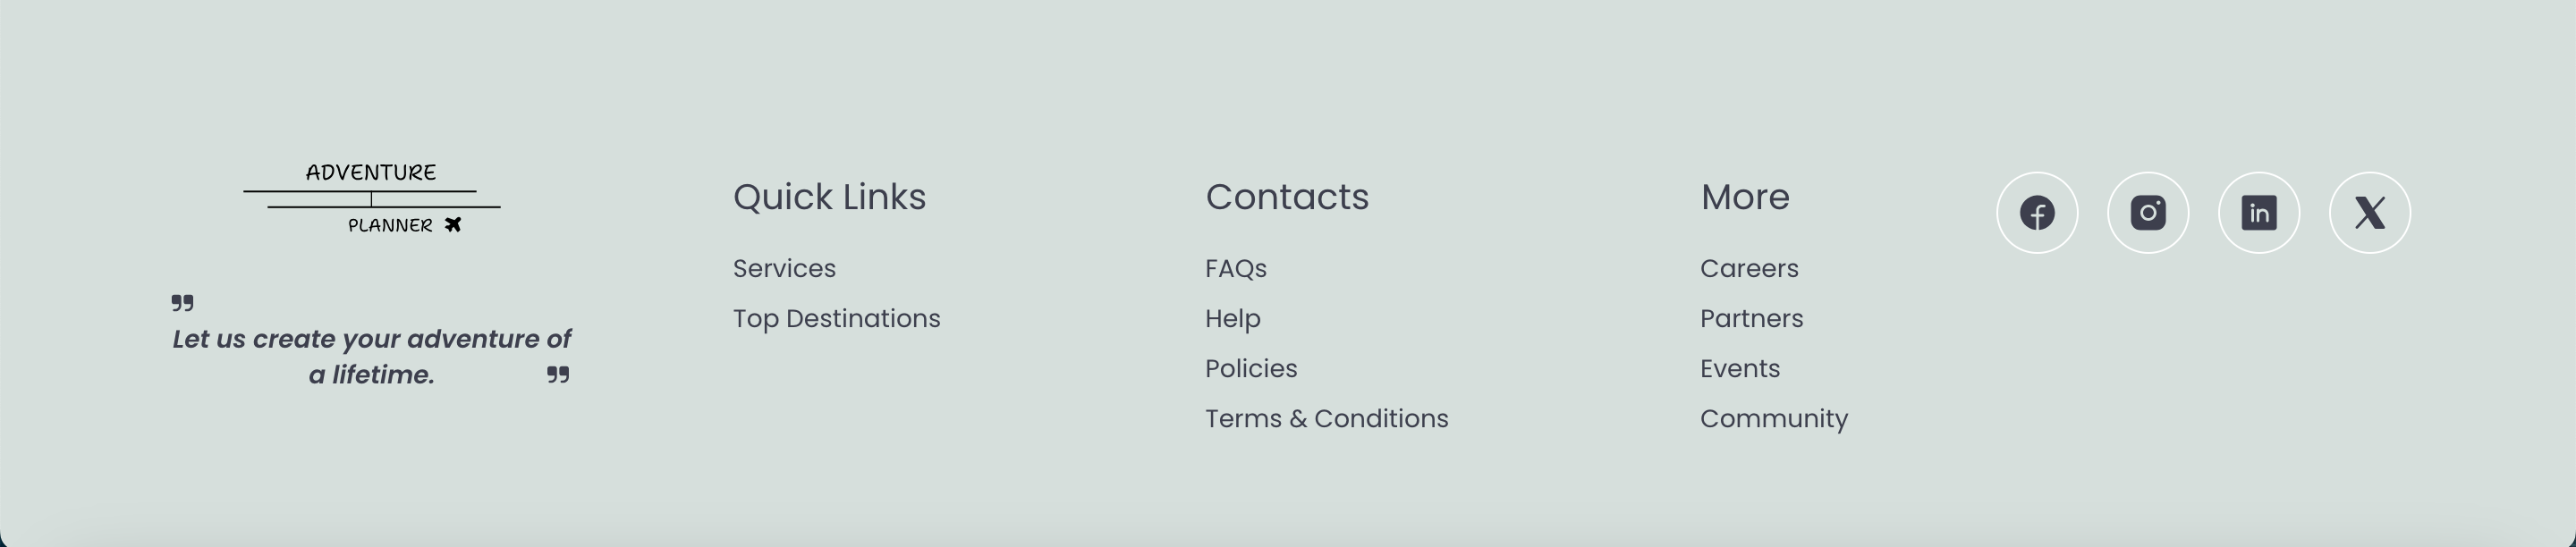 ADVENTURE
PLANNER
❞
Let us create your adventure of
a lifetime. ❞
Quick Links
Services
Top Destinations
Contacts
FAQs
Help
Policies
Terms & Conditions
More
Careers
Partners
Events
Community